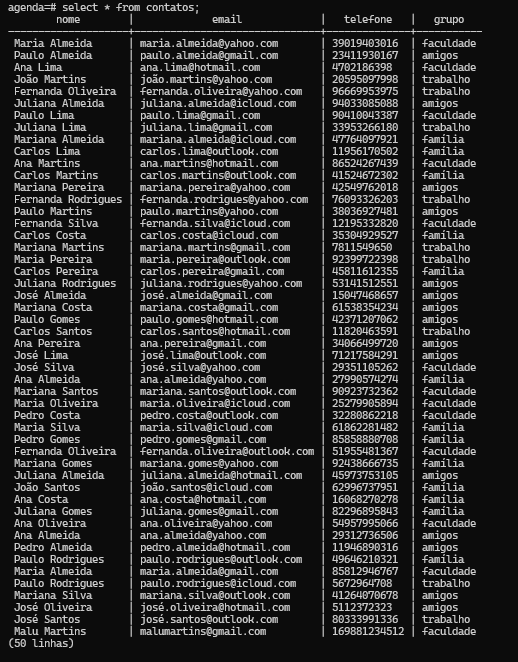 agenda=# select * from contatos;
nome | email | telefone | grupo
--------------------+-----------------------------+--------------+-----------
Maria Almeida | maria.almeida@yahoo.com | 39019403016 | faculdade
Paulo Almeida | paulo.almeida@gmail.com | 23411930167 | amigos
Ana Lima | ana.lima@hotmail.com | 4702186398 | faculdade
João Martins | joão.martins@yahoo.com | 20595097998 | trabalho
Fernanda Oliveira | fernanda.oliveira@yahoo.com | 96669953975 | trabalho
Juliana Almeida | juliana.almeida@icloud.com | 94033085088 | amigos
Paulo Lima | paulo.lima@gmail.com | 90410043387 | faculdade
Juliana Lima | juliana.lima@gmail.com | 33953266180 | trabalho
Mariana Almeida | mariana.almeida@icloud.com | 47764097921 | família
Carlos Lima | carlos.lima@outlook.com | 11956170502 | família
Ana Martins | ana.martins@hotmail.com | 86524267439 | faculdade
Carlos Martins | carlos.martins@outlook.com | 41524672302 | família
Mariana Pereira | mariana.pereira@yahoo.com | 42549762018 | amigos
Fernanda Rodrigues | fernanda.rodrigues@yahoo.com | 76093326203 | trabalho
Paulo Martins | paulo.martins@yahoo.com | 38036927481 | amigos
Fernanda Silva | fernanda.silva@icloud.com | 12195332820 | faculdade
Carlos Costa | carlos.costa@icloud.com | 35304929527 | família
Mariana Martins | mariana.martins@gmail.com | 7811549650 | trabalho
Maria Pereira | maria.pereira@outlook.com | 92399722398 | trabalho
Carlos Pereira | carlos.pereira@gmail.com | 45811612355 | família
Juliana Rodrigues | juliana.rodrigues@yahoo.com | 53141512551 | amigos
José Almeida | josé.almeida@gmail.com | 15047468657 | amigos
Mariana Costa | mariana.costa@gmail.com | 61538354234 | amigos
Paulo Gomes | paulo.gomes@hotmail.com | 42371207062 | amigos
Carlos Santos | carlos.santos@hotmail.com | 11820463591 | trabalho
Ana Pereira | ana.pereira@gmail.com | 34066499720 | amigos
José Lima | josé.lima@outlook.com | 71217584291 | amigos
José Silva | josé.silva@yahoo.com | 29351105262 | faculdade
Ana Almeida | ana.almeida@yahoo.com | 27990574274 | família
Mariana Santos | mariana.santos@outlook.com | 90923732362 | faculdade
Maria Oliveira | maria.oliveira@icloud.com | 25279905894 | faculdade
Pedro Costa | pedro.costa@outlook.com | 32280862218 | faculdade
Maria Silva | maria.silva@icloud.com | 61862281482 | família
Pedro Gomes | pedro.gomes@gmail.com | 85858880708 | família
Fernanda Oliveira | fernanda.oliveira@outlook.com | 51955481367 | faculdade
Mariana Gomes | mariana.gomes@yahoo.com | 92438666735 | família
Juliana Almeida | juliana.almeida@hotmail.com | 45973753105 | amigos
João Santos | joão.santos@icloud.com | 62996737951 | família
Ana Costa | ana.costa@hotmail.com | 16068270278 | família
Juliana Gomes | juliana.gomes@gmail.com | 82296895843 | família
Ana Oliveira | ana.oliveira@yahoo.com | 54957995066 | faculdade
Ana Almeida | ana.almeida@yahoo.com | 29312736506 | amigos
Pedro Almeida | pedro.almeida@hotmail.com | 11946890316 | amigos
Paulo Rodrigues | paulo.rodrigues@outlook.com | 49646210321 | família
Maria Almeida | maria.almeida@gmail.com | 85812946767 | faculdade
Paulo Rodrigues | paulo.rodrigues@icloud.com | 5672964708 | trabalho
Mariana Silva | mariana.silva@outlook.com | 41264070678 | amigos
José Oliveira | josé.oliveira@hotmail.com | 5112372323 | amigos
José Santos | josé.santos@outlook.com | 80333991336 | trabalho
Malu Martins | malumartins@gmail.com | 169881234512 | faculdade
(50 linhas)